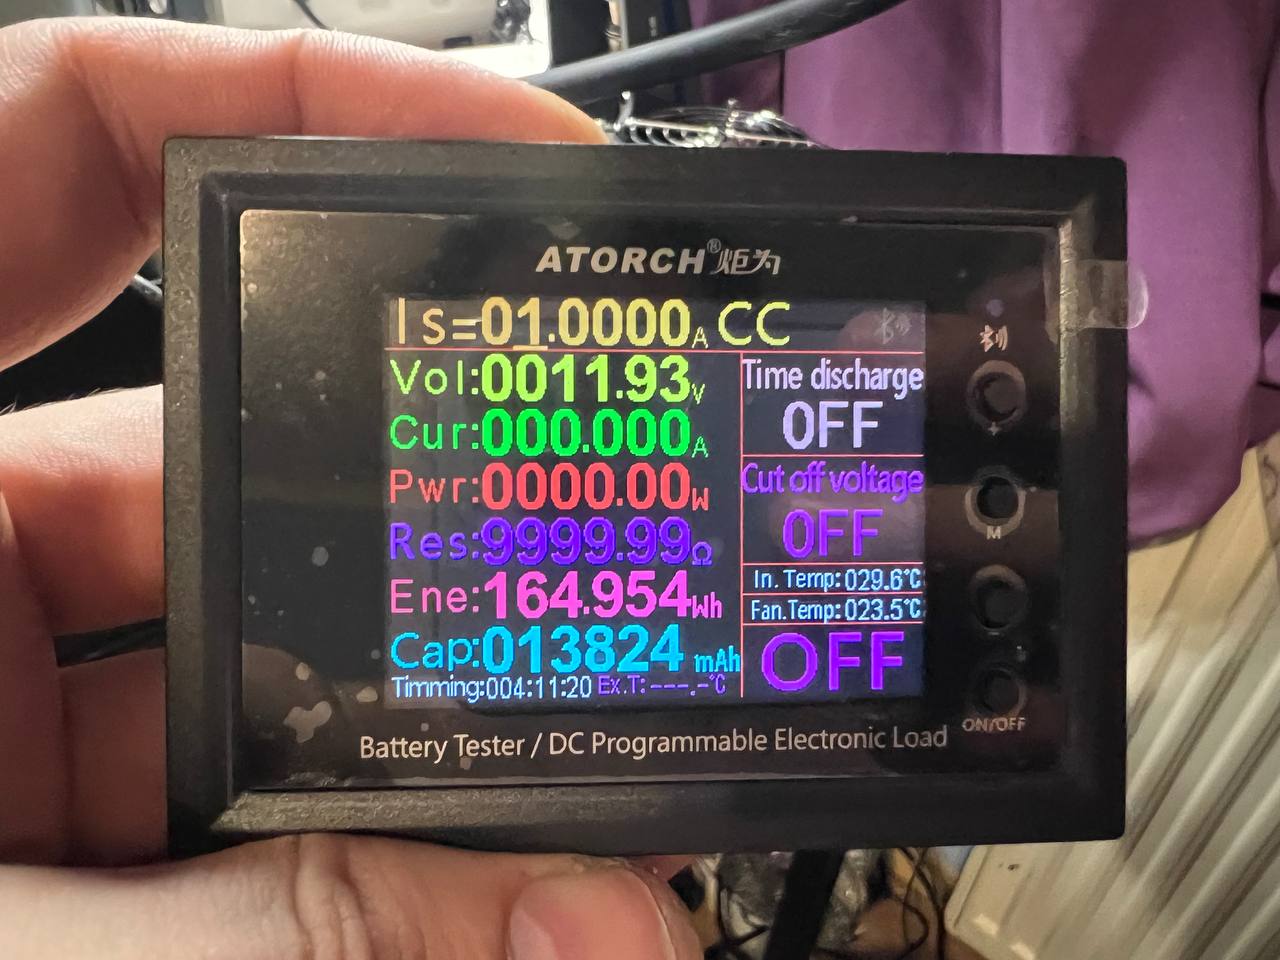 ATORCH®炬为
Is=01.0000A CC
Vol:0011.93V
Cur:000.000A
Pwr:0000.00W
Res:9999.99Ω
Ene:164.954Wh
Cap:013824 mAh
Timming:004:11:20 Ex.T:---.-℃
Time discharge
OFF
Cut off voltage
OFF
In. Temp:029.6℃
Fan.Temp:023.5℃
OFF
+
M
-
ON/OFF
Battery Tester / DC Programmable Electronic Load